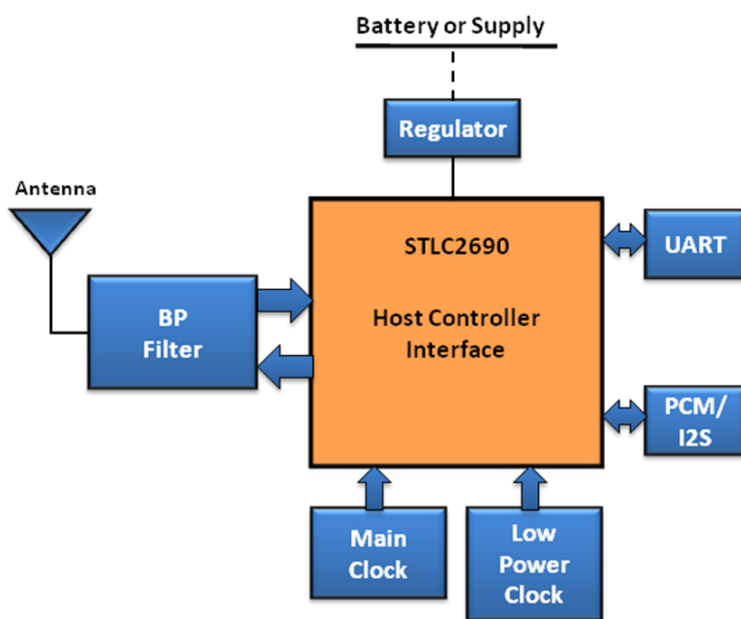 Battery or Supply
Regulator
Antenna
STLC2690
UART
BP
Filter
Host Controller
Interface
PCM/
I2S
Main
Clock
Low
Power
Clock